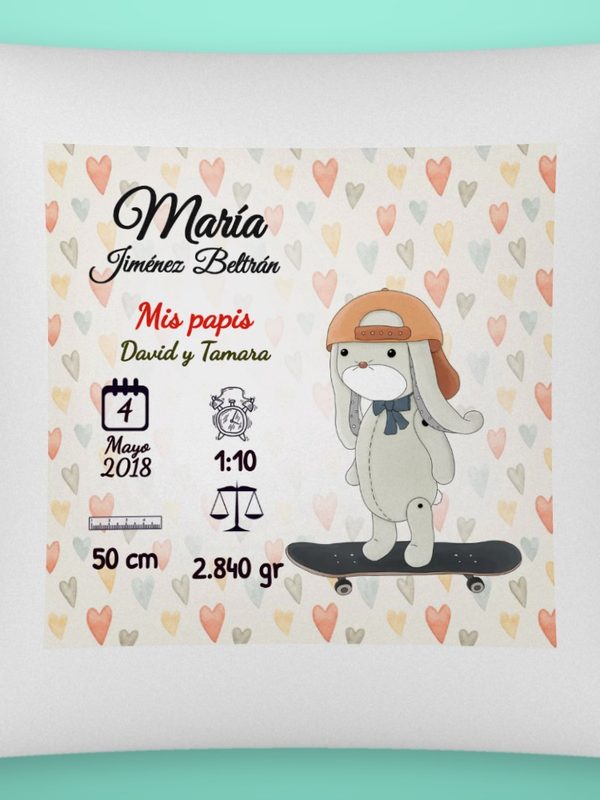 María
Jiménez Beltrán
Mis papis
David y Tamara
4
Mayo
2018
1:10
50 cm
2.840 gr